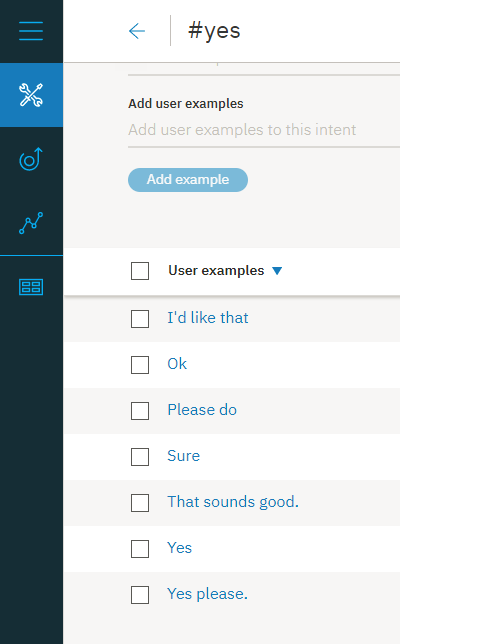 #yes
Add user examples
Add user examples to this intent
Add example
User examples
I'd like that
Ok
Please do
Sure
That sounds good.
Yes
Yes please.